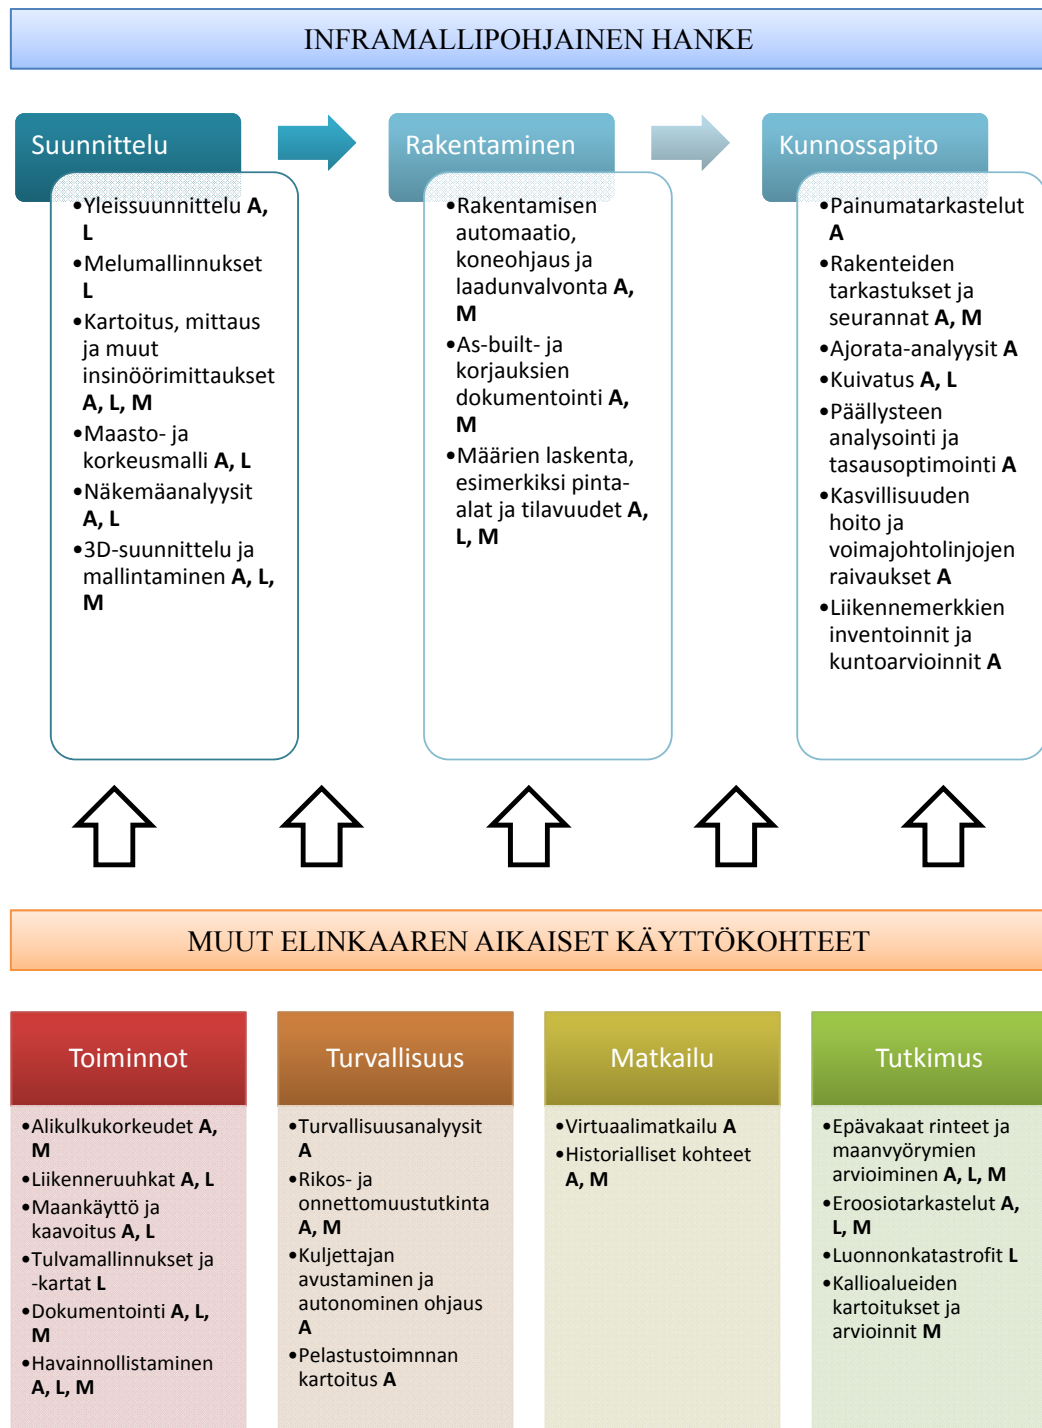 INFRAMALLIPOHJAINEN HANKE
Suunnittelu
•Yleissuunnittelu A,
L
•Melumallinnukset
L
•Kartoitus, mittaus
ja muut
insinöörimittaukset
A, L, M
•Maasto- ja
korkeusmalli A, L
•Näkemäanalyysit
A, L
•3D-suunnittelu ja
mallintaminen A, L,
M
Rakentaminen
•Rakentamisen
automaatio,
koneohjaus ja
laadunvalvonta A,
M
•As-built- ja
korjauksien
dokumentointi A,
M
•Määrien laskenta,
esimerkiksi pinta-
alat ja tilavuudet A,
L, M
Kunnossapito
•Painumatarkastelut
A
•Rakenteiden
tarkastukset ja
seurannat A, M
•Ajorata-analyysit A
•Kuivatus A, L
•Päällysteen
analysointi ja
tasausoptimointi A
•Kasvillisuuden
hoito ja
voimajohtolinjojen
raivaukset A
•Liikennemerkkien
inventoinnit ja
kuntoarvioinnit A
MUUT ELINKAAREN AIKAISET KÄYTTÖKOHTEET
Toiminnot
•Alikulkukorkeudet A,
M
•Liikenneruuhkat A, L
•Maankäyttö ja
kaavoitus A, L
•Tulvamallinnukset ja
-kartat L
•Dokumentointi A, L,
M
•Havainnollistaminen
A, L, M
Turvallisuus
•Turvallisuusanalyysit
A
•Rikos- ja
onnettomuustutkinta
A, M
•Kuljettajan
avustaminen ja
autonominen ohjaus
A
•Pelastustoimnnan
kartoitus A
Matkailu
•Virtuaalimatkailu A
•Historialliset kohteet
A, M
Tutkimus
•Epävakaat rinteet ja
maanvyörymien
arvioiminen A, L, M
•Eroosiotarkastelut A,
L, M
•Luonnonkatastrofit L
•Kallioalueiden
kartoitukset ja
arvioinnit M